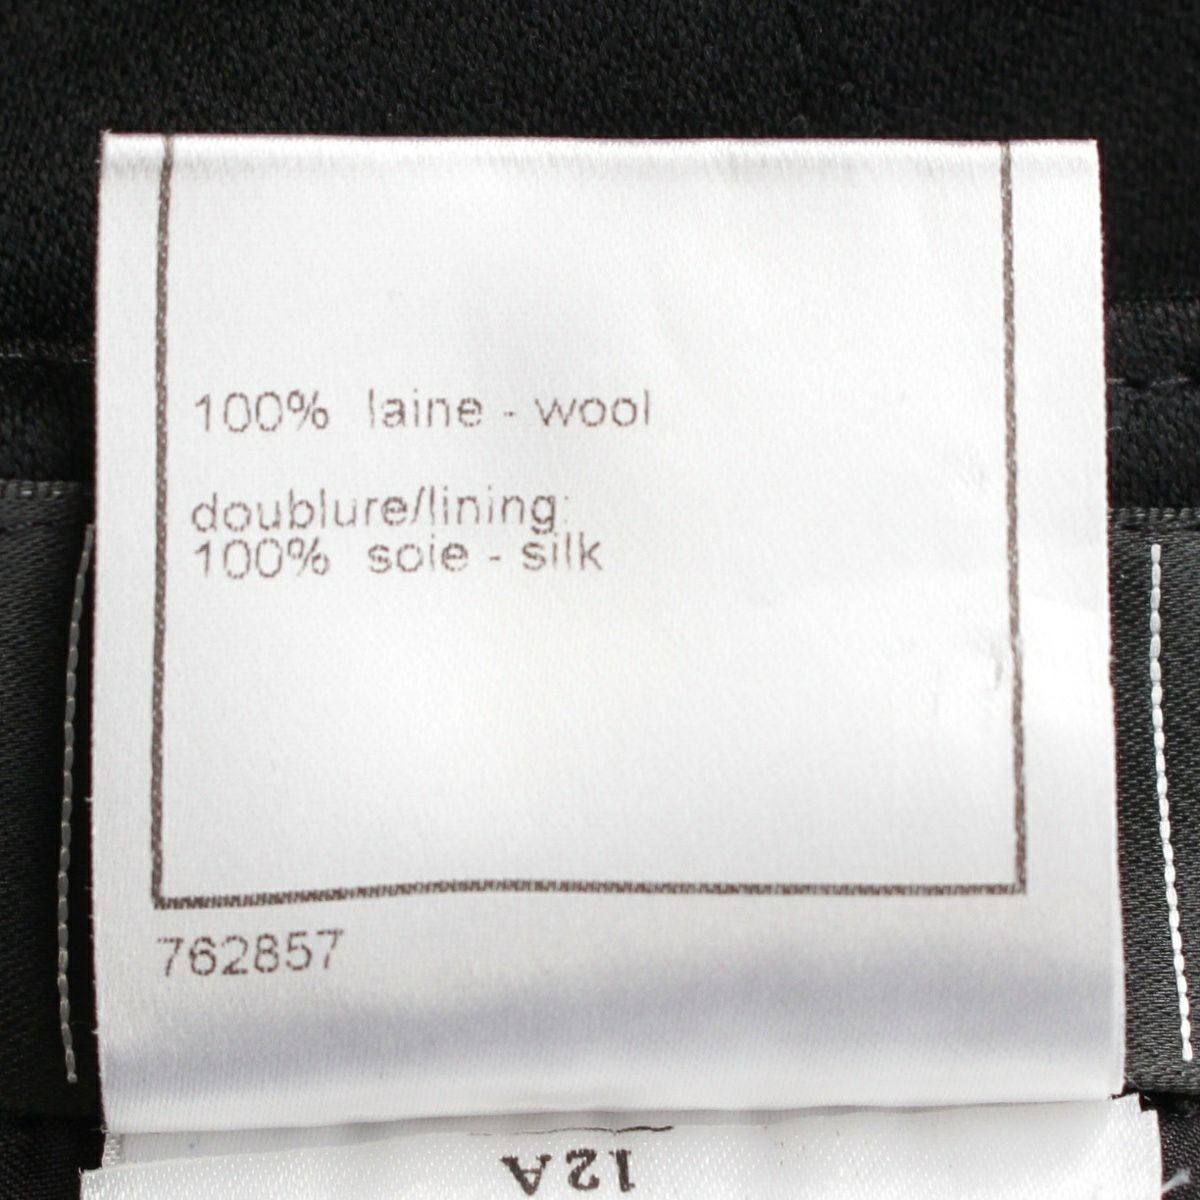 100% laine - wool
doublure/lining:
100% soie - silk
762857
12A